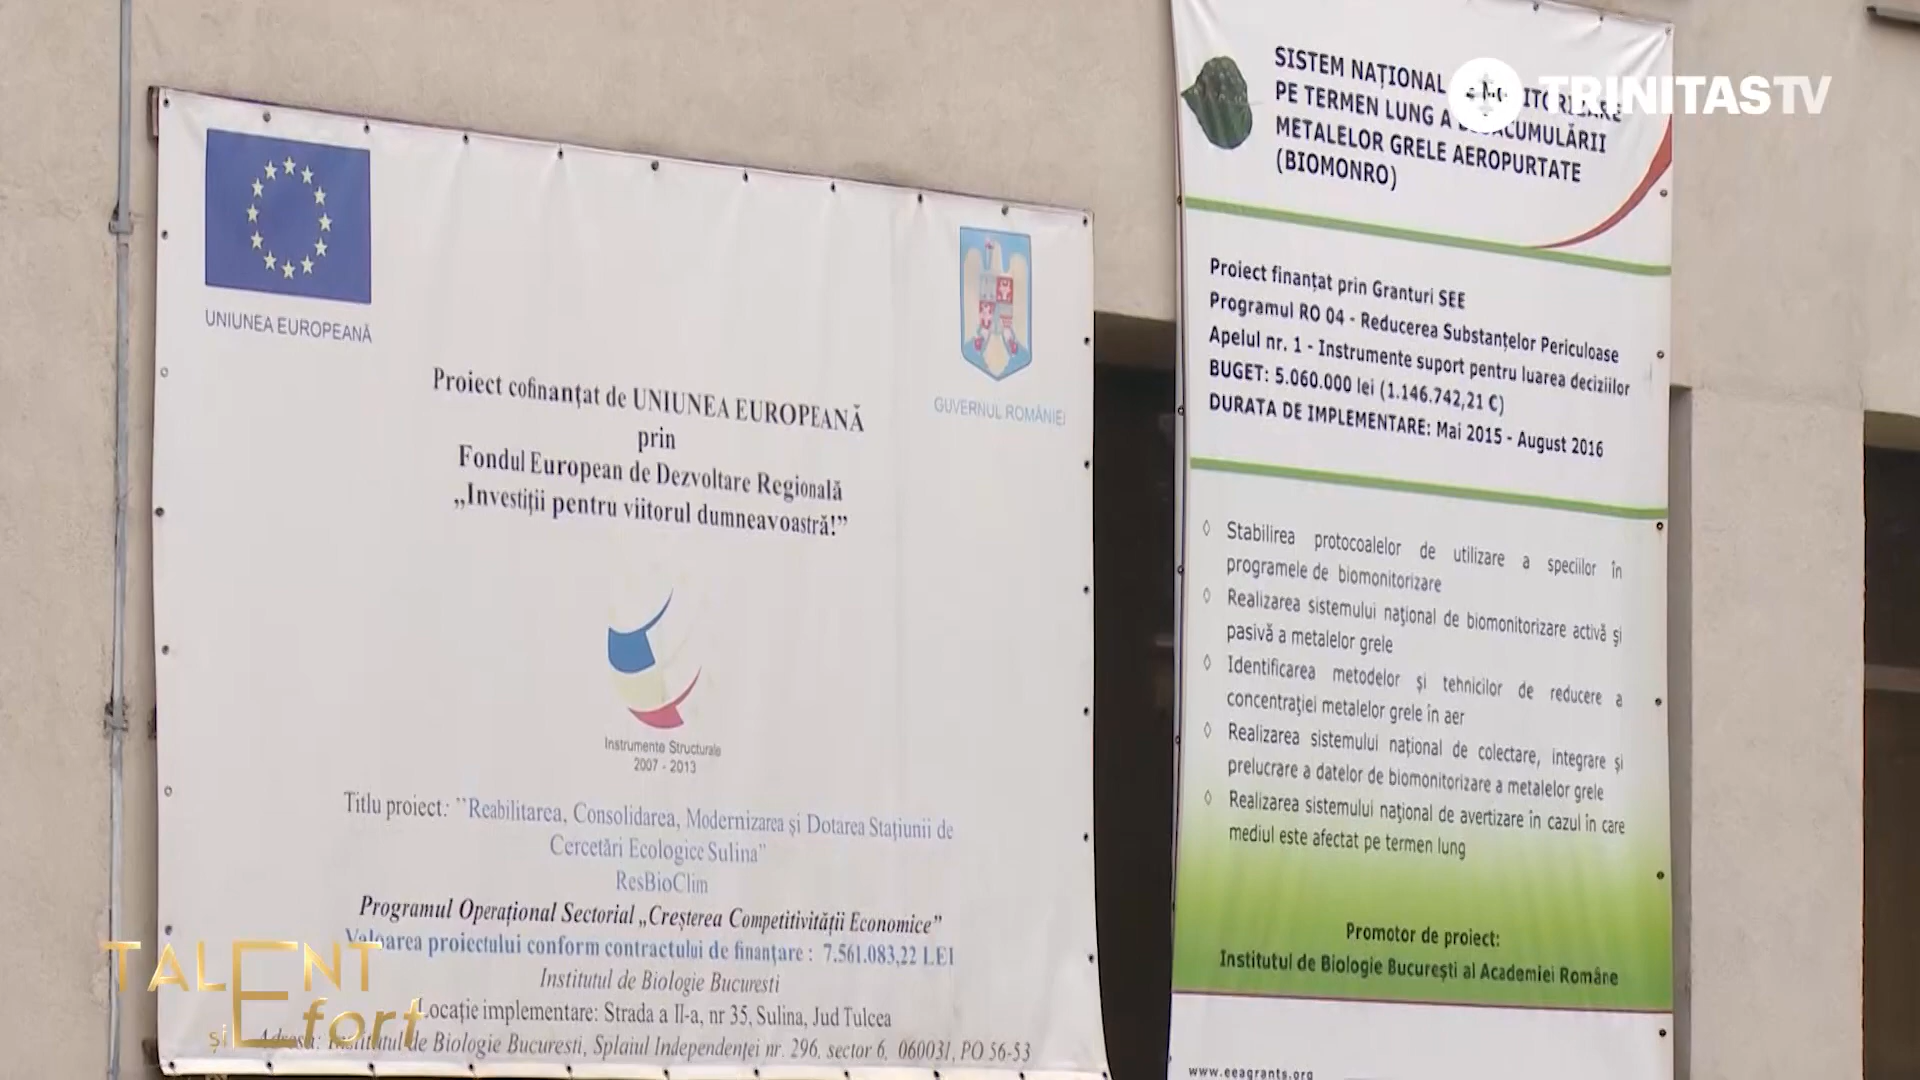 UNIUNEA EUROPEANĂ
GUVERNUL ROMÂNIEI
Proiect cofinanțat de UNIUNEA EUROPEANĂ
prin
Fondul European de Dezvoltare Regională
„Investiții pentru viitorul dumneavoastră!”
Instrumente Structurale
2007 - 2013
Titlu proiect: ``Reabilitarea, Consolidarea, Modernizarea și Dotarea Stațiunii de
Cercetări Ecologice Sulina”
ResBioClim
Programul Operațional Sectorial „Creșterea Competitivității Economice”
Valoarea proiectului conform contractului de finanțare : 7.561.083,22 LEI
Institutul de Biologie Bucuresti
Locație implementare: Strada a II-a, nr 35, Sulina, Jud Tulcea
Adresa: Institutul de Biologie Bucuresti, Splaiul Independenței nr. 296, sector 6, 060031, PO 56-53
SISTEM NAȚIONAL MONITORIZARE
PE TERMEN LUNG A BIOACUMULĂRII
METALELOR GRELE AEROPURTATE
(BIOMONRO)
Proiect finanțat prin Granturi SEE
Programul RO 04 - Reducerea Substanțelor Periculoase
Apelul nr. 1 - Instrumente suport pentru luarea deciziilor
BUGET: 5.060.000 lei (1.146.742,21 €)
DURATA DE IMPLEMENTARE: Mai 2015 - August 2016
◊ Stabilirea protocoalelor de utilizare a speciilor în
programele de biomonitorizare
◊ Realizarea sistemului național de biomonitorizare activă și
pasivă a metalelor grele
◊ Identificarea metodelor și tehnicilor de reducere a
concentrației metalelor grele în aer
◊ Realizarea sistemului național de colectare, integrare și
prelucrare a datelor de biomonitorizare a metalelor grele
◊ Realizarea sistemului național de avertizare în cazul în care
mediul este afectat pe termen lung
Promotor de proiect:
Institutul de Biologie București al Academiei Române
www.eeagrants.org
TRINITAS TV
TALENT
și Efort